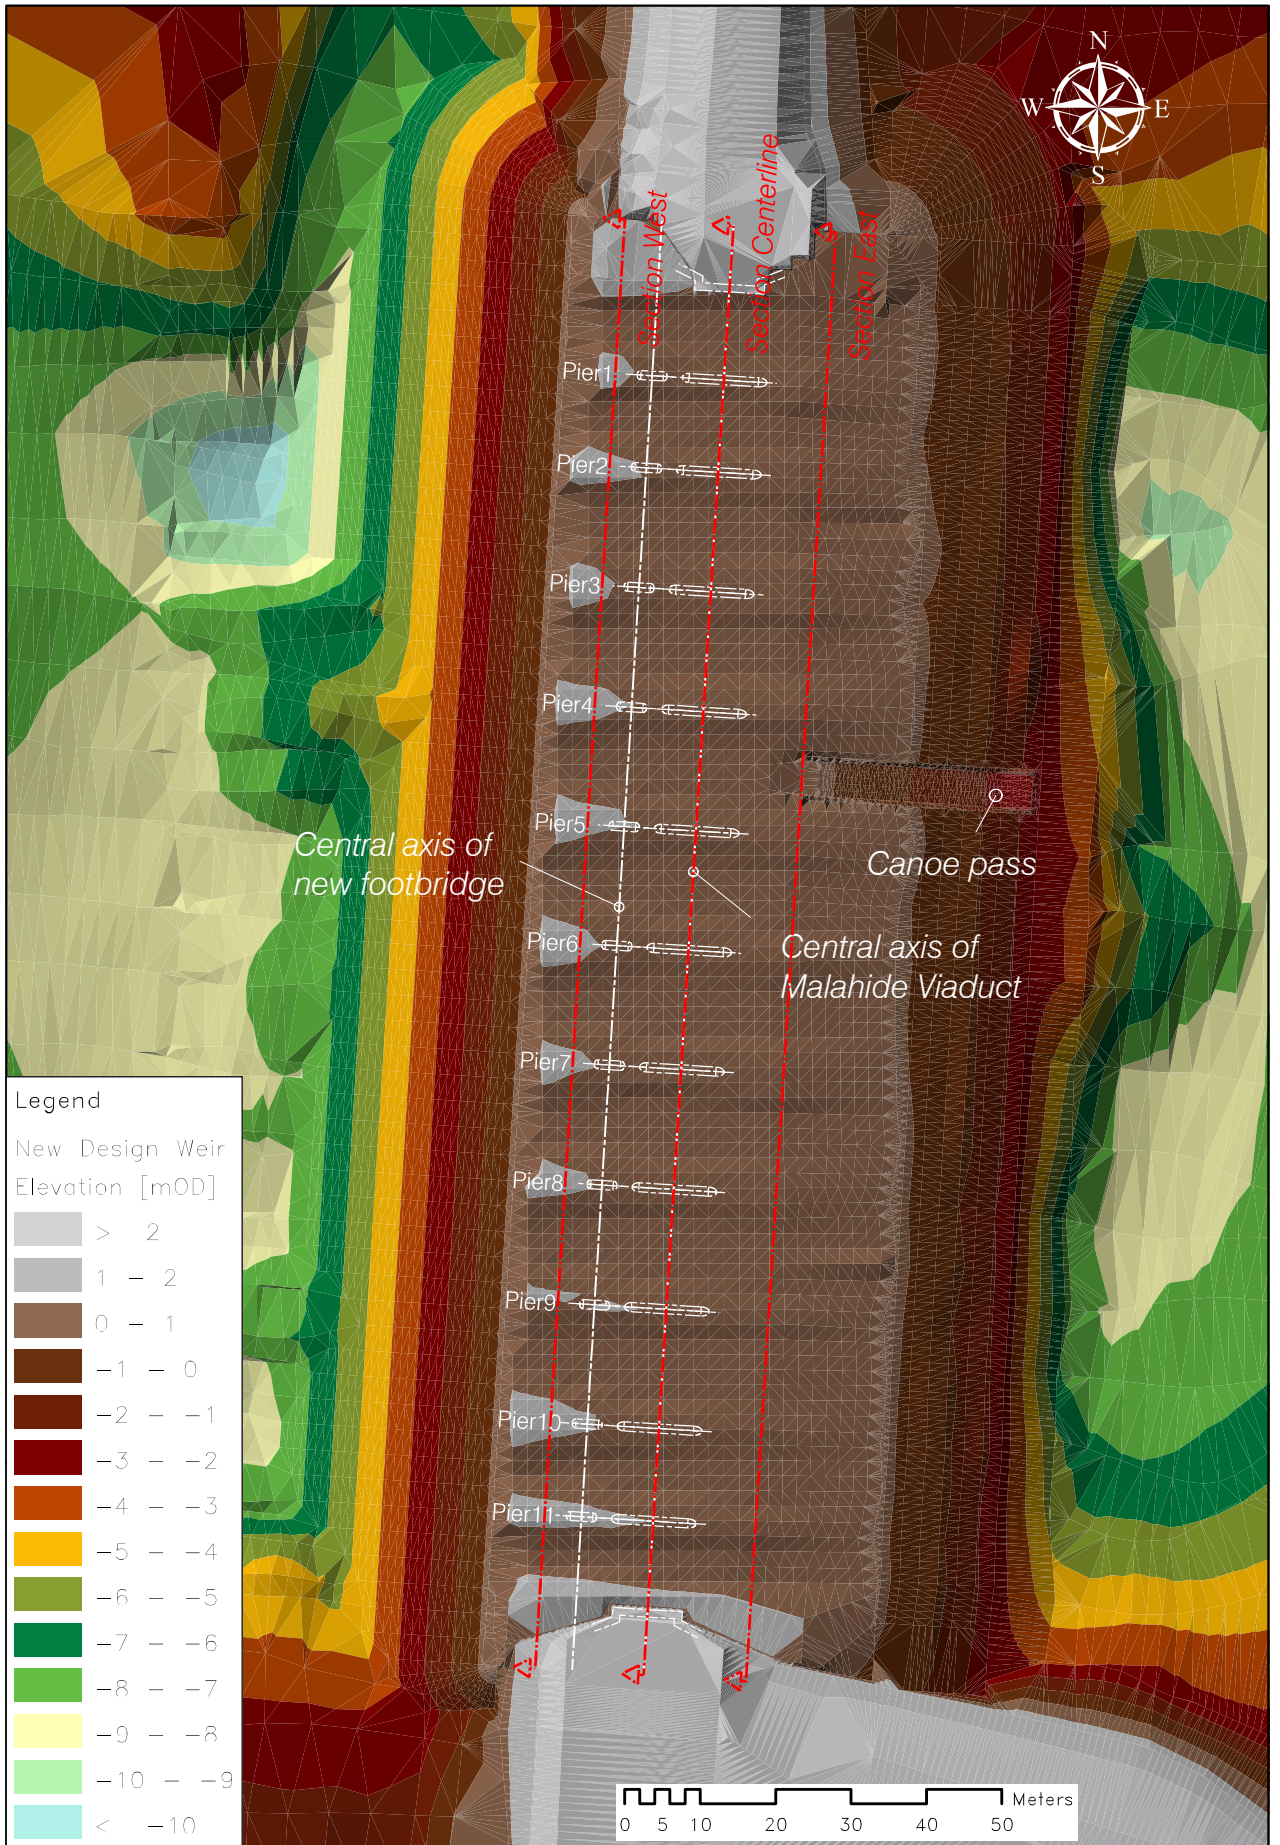 N
W E
S
Section West
Section Centerline
Section East
Pier1
Pier2
Pier3
Pier4
Pier5
Central axis of
new footbridge
Canoe pass
Pier6
Central axis of
Malahide Viaduct
Pier7
Pier8
Pier9
Pier10
Pier11
Legend
New Design Weir
Elevation [mOD]
> 2
1 - 2
0 - 1
-1 - 0
-2 - -1
-3 - -2
-4 - -3
-5 - -4
-6 - -5
-7 - -6
-8 - -7
-9 - -8
-10 - -9
< -10
Meters
0 5 10 20 30 40 50